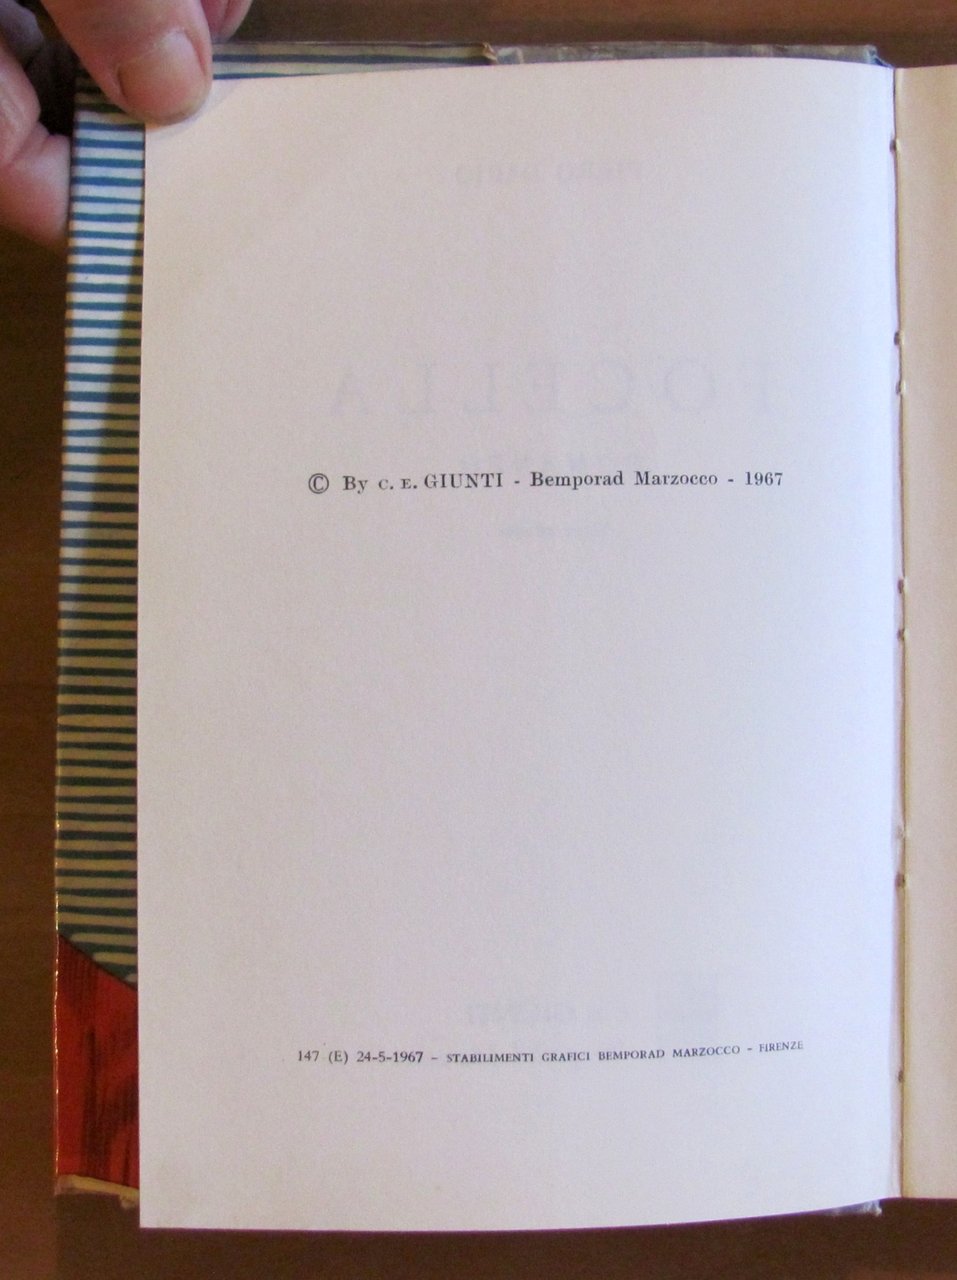 © By C. E. GIUNTI - Bemporad Marzocco - 1967
147 (E) 24-5-1967 - STABILIMENTI GRAFICI BEMPORAD MARZOCCO - FIRENZE